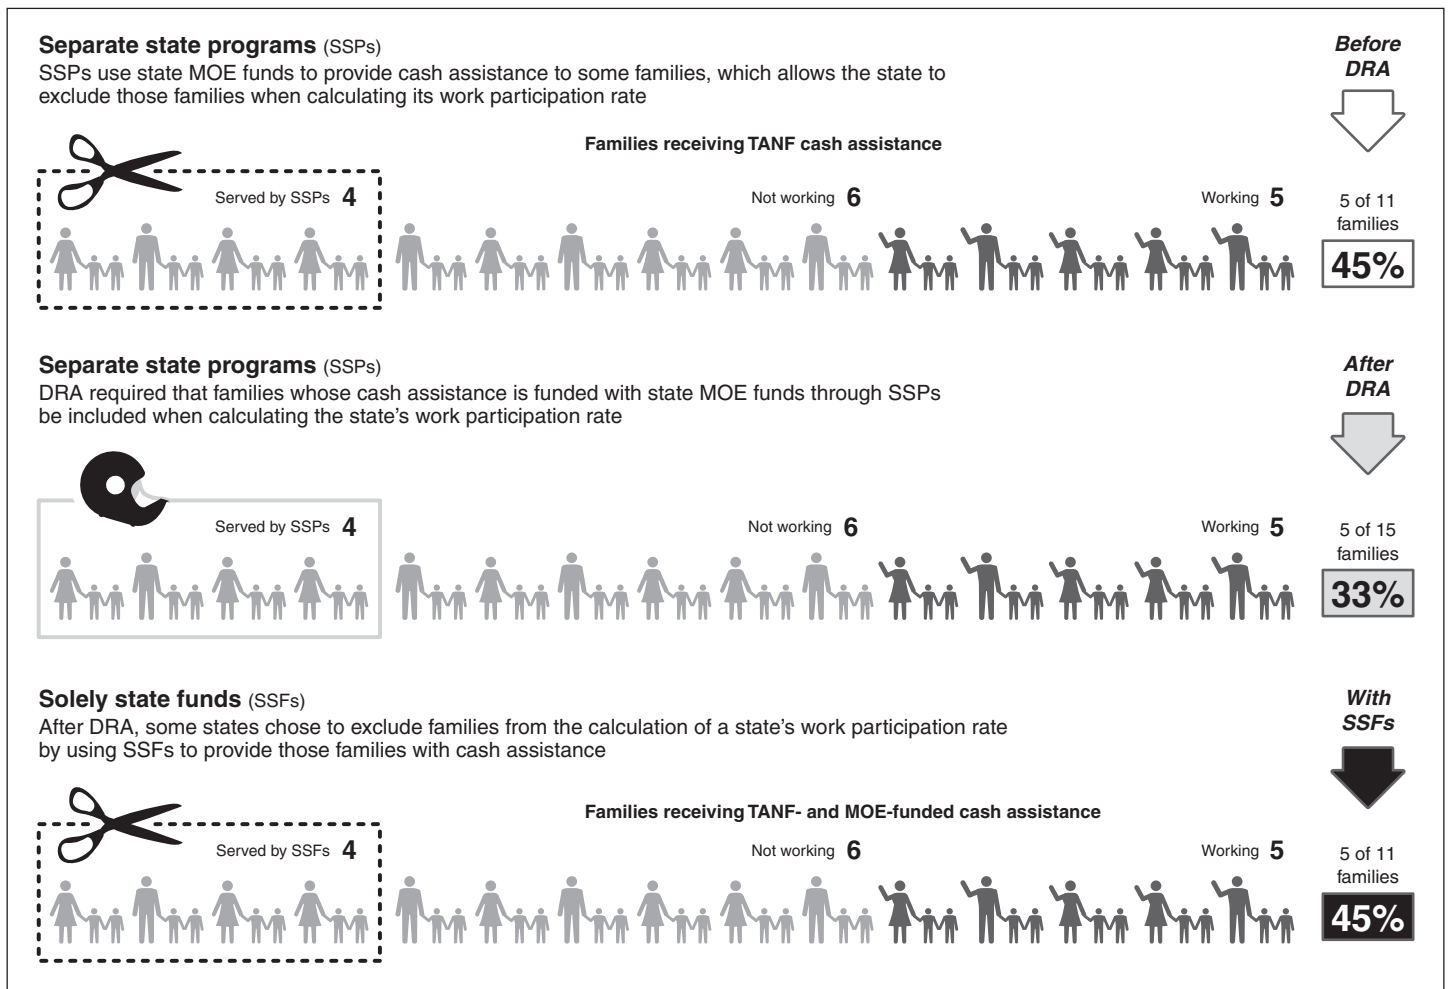 Separate state programs (SSPs)
SSPs use state MOE funds to provide cash assistance to some families, which allows the state to
exclude those families when calculating its work participation rate
Before
DRA
Families receiving TANF cash assistance
Served by SSPs 4
Not working 6
Working 5
5 of 11
families
45%
Separate state programs (SSPs)
DRA required that families whose cash assistance is funded with state MOE funds through SSPs
be included when calculating the state's work participation rate
After
DRA
Served by SSPs 4
Not working 6
Working 5
5 of 15
families
33%
Solely state funds (SSFs)
After DRA, some states chose to exclude families from the calculation of a state's work participation rate
by using SSFs to provide those families with cash assistance
With
SSFs
Families receiving TANF- and MOE-funded cash assistance
Served by SSFs 4
Not working 6
Working 5
5 of 11
families
45%